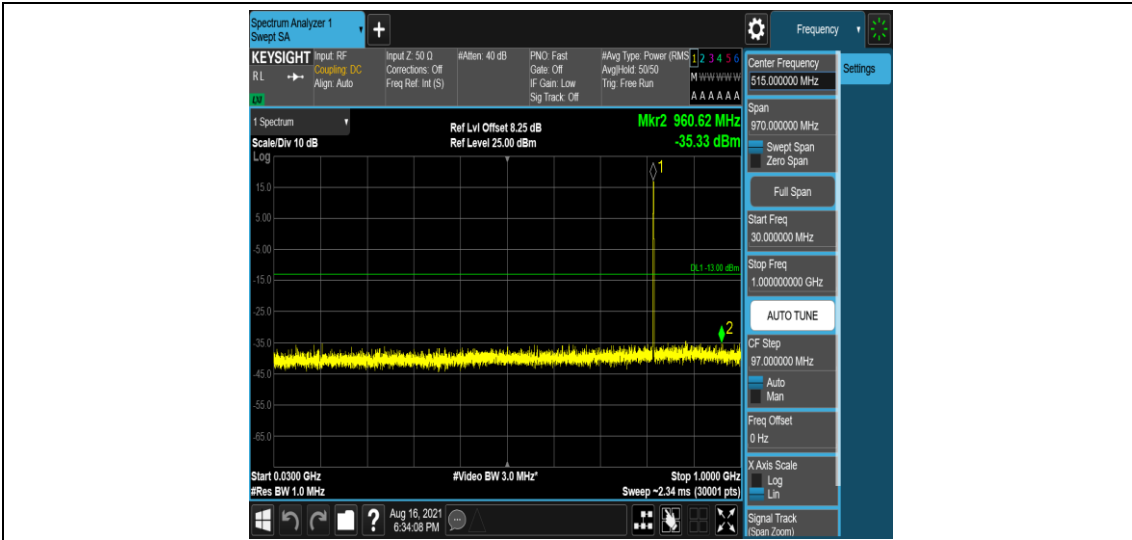 Spectrum Analyzer 1
Swept SA
+
Frequency
KEYSIGHT
RL
Input: RF
Coupling: DC
Align: Auto
Input Z: 50 Ω
Corrections: Off
Freq Ref: Int (S)
#Atten: 40 dB
PNO: Fast
Gate: Off
IF Gain: Low
Sig Track: Off
#Avg Type: Power (RMS
Avg|Hold: 50/50
Trig: Free Run
1 2 3 4 5 6
M W W W W W
A A A A A A
1 Spectrum
Scale/Div 10 dB
Log
Ref Lvl Offset 8.25 dB
Ref Level 25.00 dBm
Mkr2 960.62 MHz
-35.33 dBm
1
15.0
5.00
-5.00
DL1 -13.00 dBm
-15.0
-25.0
2
-35.0
-45.0
-55.0
-65.0
Start 0.0300 GHz
#Res BW 1.0 MHz
#Video BW 3.0 MHz*
Stop 1.0000 GHz
Sweep ~2.34 ms (30001 pts)
?
Aug 16, 2021
6:34:08 PM
Center Frequency
515.000000 MHz
Settings
Span
970.000000 MHz
Swept Span
Zero Span
Full Span
Start Freq
30.000000 MHz
Stop Freq
1.000000000 GHz
AUTO TUNE
CF Step
97.000000 MHz
Auto
Man
Freq Offset
0 Hz
X Axis Scale
Log
Lin
Signal Track
(Span Zoom)